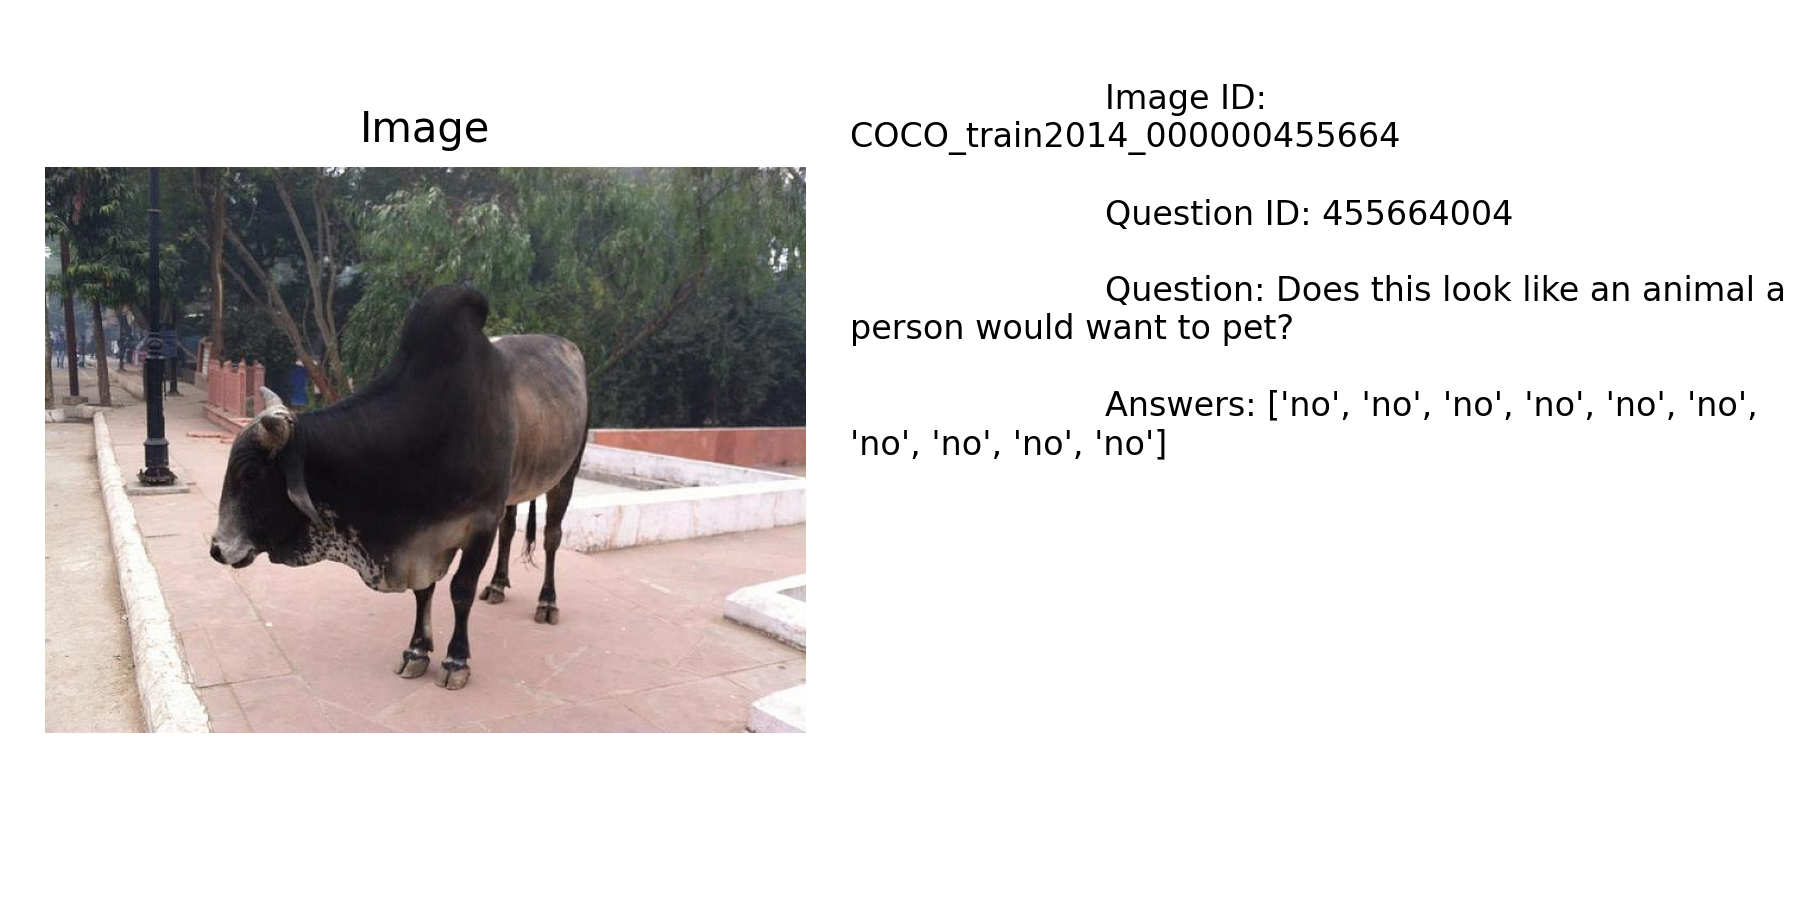 Image
Image ID:
COCO_train2014_000000455664
Question ID: 455664004
Question: Does this look like an animal a
person would want to pet?
Answers: ['no', 'no', 'no', 'no', 'no', 'no',
'no', 'no', 'no', 'no']